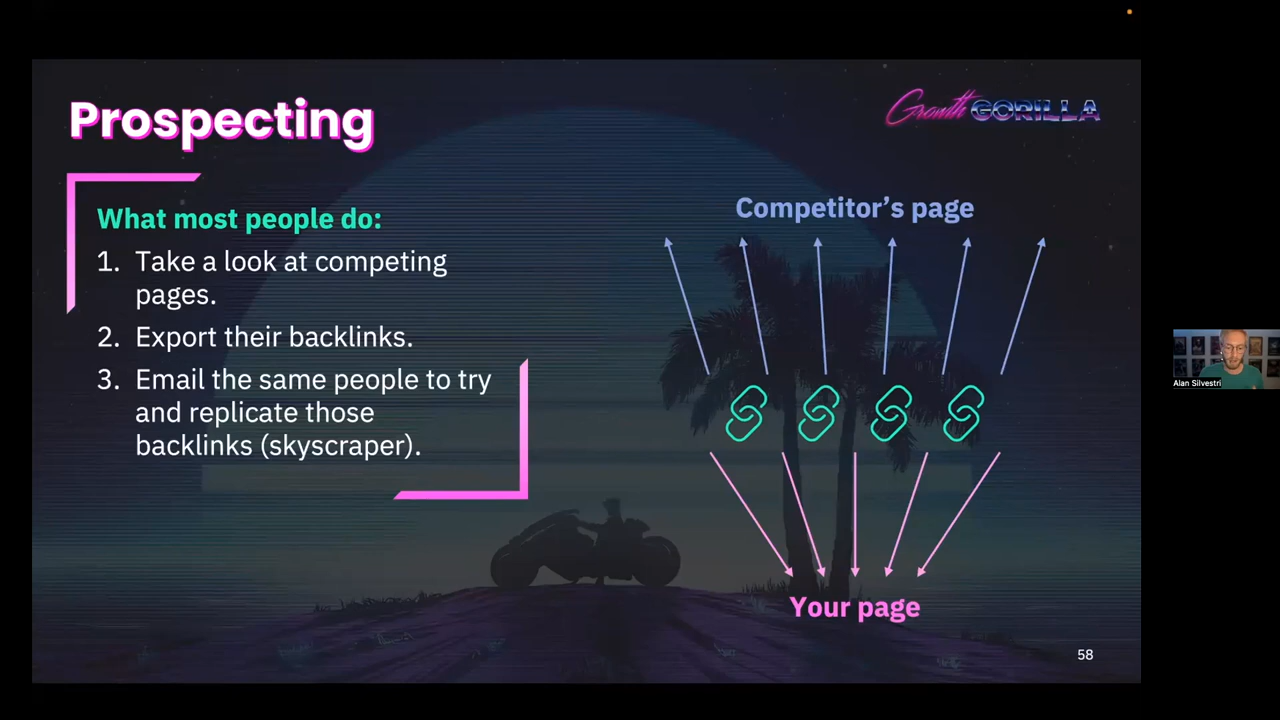 Prospecting
Growth GORILLA
What most people do:
1. Take a look at competing
pages.
2. Export their backlinks.
3. Email the same people to try
and replicate those
backlinks (skyscraper).
Competitor’s page
Your page
58
Alan Silvestri